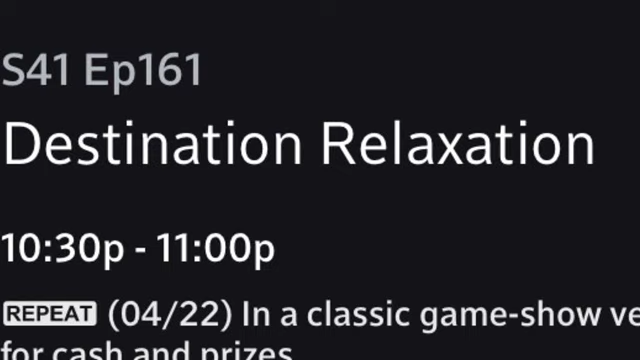 S41 Ep161
Destination Relaxation
10:30p - 11:00p
REPEAT (04/22) In a classic game-show
for cash and prizes